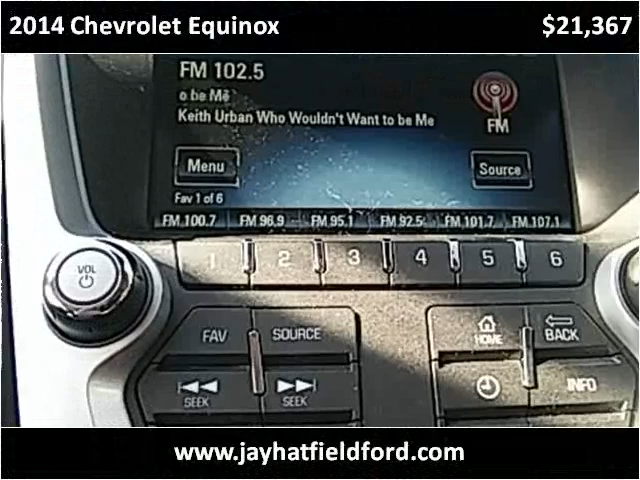 2014 Chevrolet Equinox $21,367
FM 102.5
o be Me
Keith Urban Who Wouldn't Want to be Me
FM
Menu
Source
Fav 1 of 6
FM 100.7 FM 96.9 FM 95.1 FM 92.5 FM 101.7 FM 107.1
VOL
1 2 3 4 5 6
FAV SOURCE
HOME BACK
SEEK SEEK
INFO
www.jayhatfieldford.com